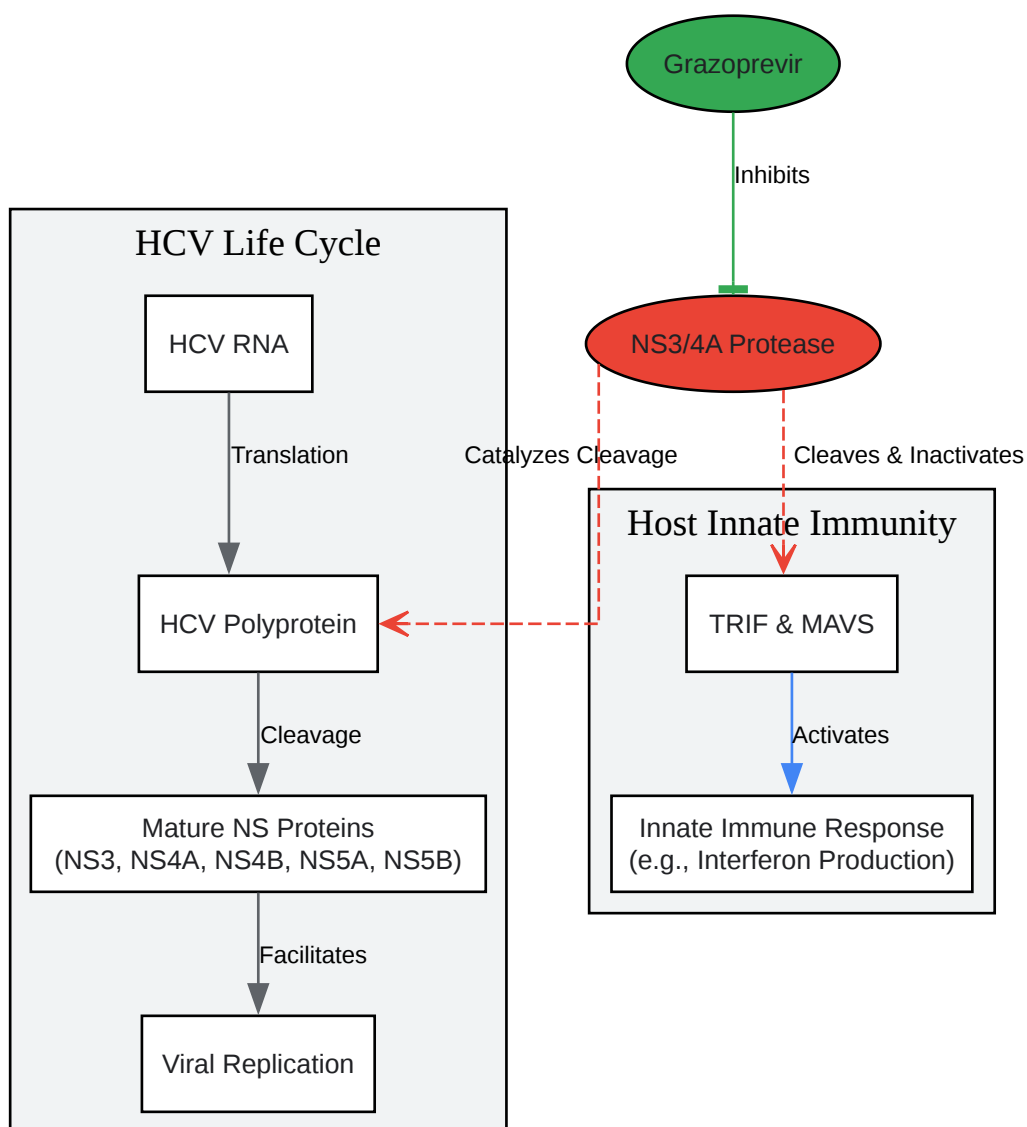 Grazoprevir
Inhibits
HCV Life Cycle
HCV RNA
NS3/4A Protease
Translation
Catalyzes Cleavage
Cleaves & Inactivates
Host Innate Immunity
HCV Polyprotein
TRIF & MAVS
Cleavage
Activates
Mature NS Proteins
(NS3, NS4A, NS4B, NS5A, NS5B)
Innate Immune Response
(e.g., Interferon Production)
Facilitates
Viral Replication